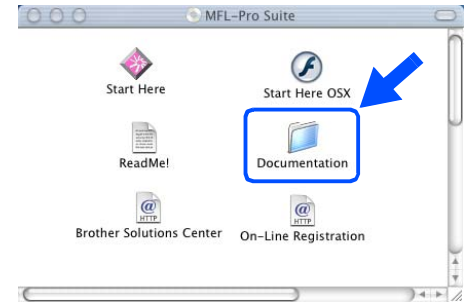 MFL-Pro Suite
Start Here
Start Here OSX
ReadMe!
Documentation
@
HTTP
@
HTTP
Brother Solutions Center
On-Line Registration